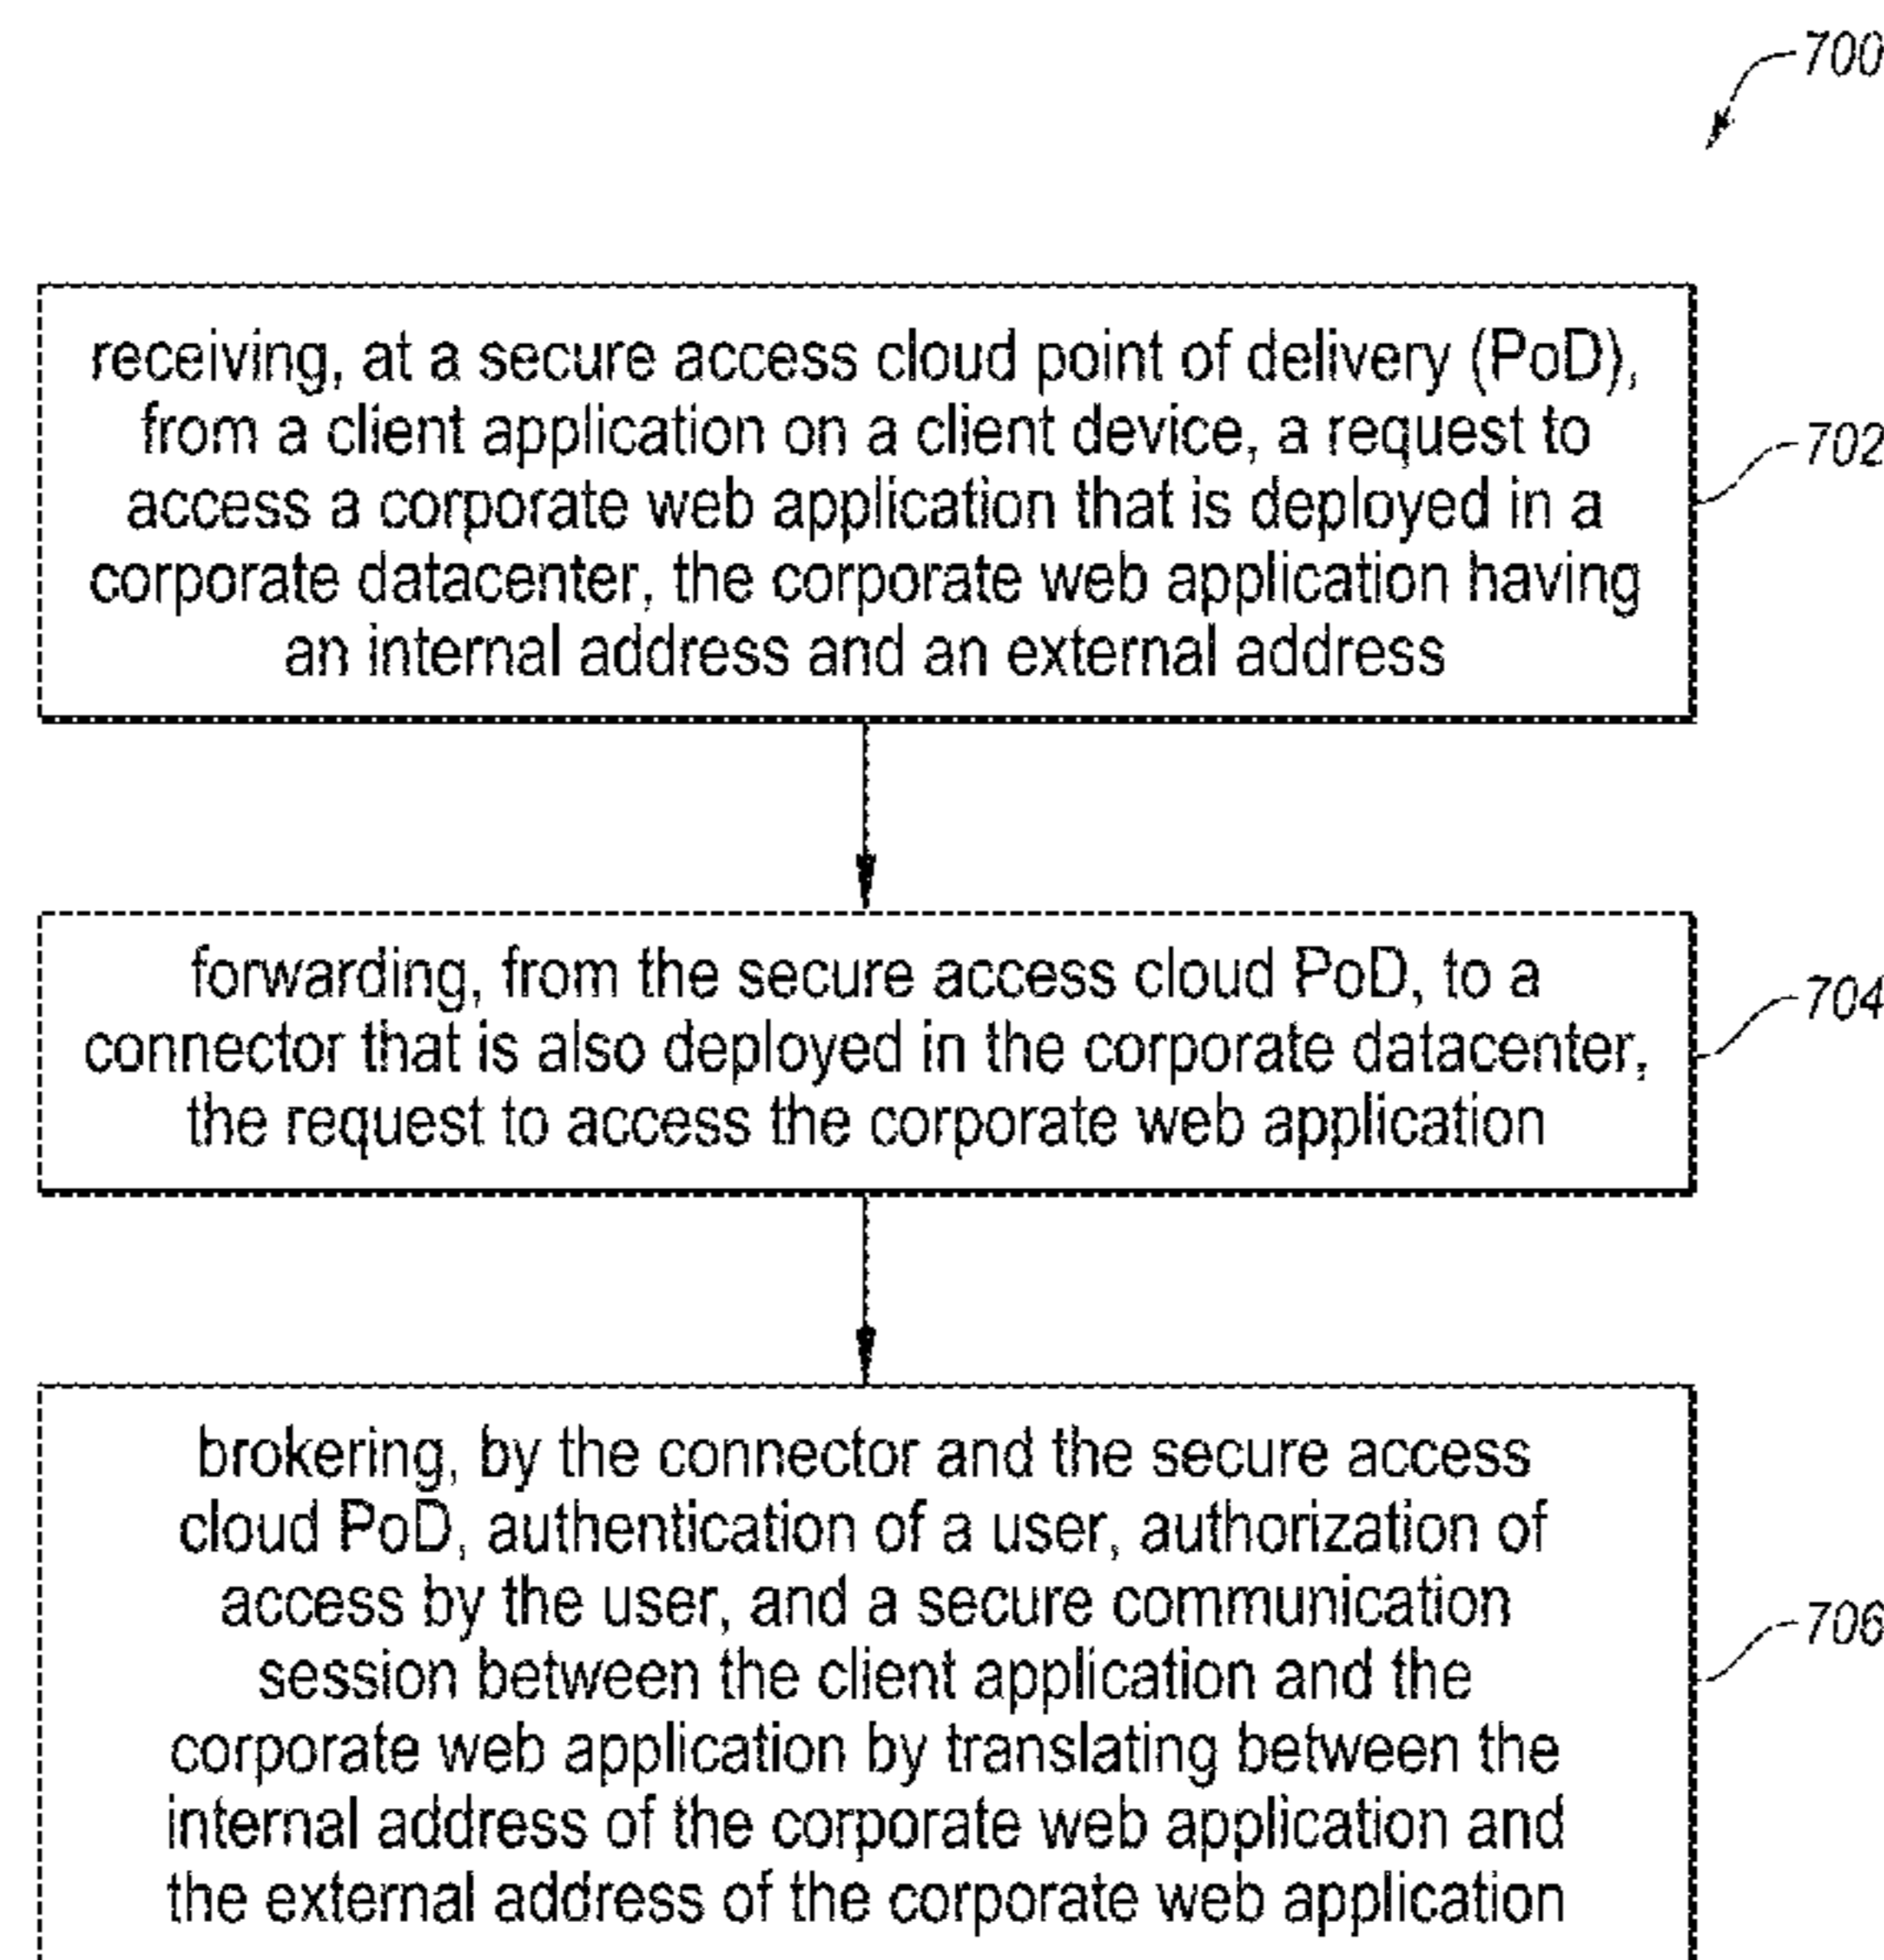 700
receiving, at a secure access cloud point of delivery (PoD),
from a client application on a client device, a request to
access a corporate web application that is deployed in a
corporate datacenter, the corporate web application having
an internal address and an external address
702
forwarding, from the secure access cloud PoD, to a
connector that is also deployed in the corporate datacenter,
the request to access the corporate web application
704
brokering, by the connector and the secure access
cloud PoD, authentication of a user, authorization of
access by the user, and a secure communication
session between the client application and the
corporate web application by translating between the
internal address of the corporate web application and
the external address of the corporate web application
706